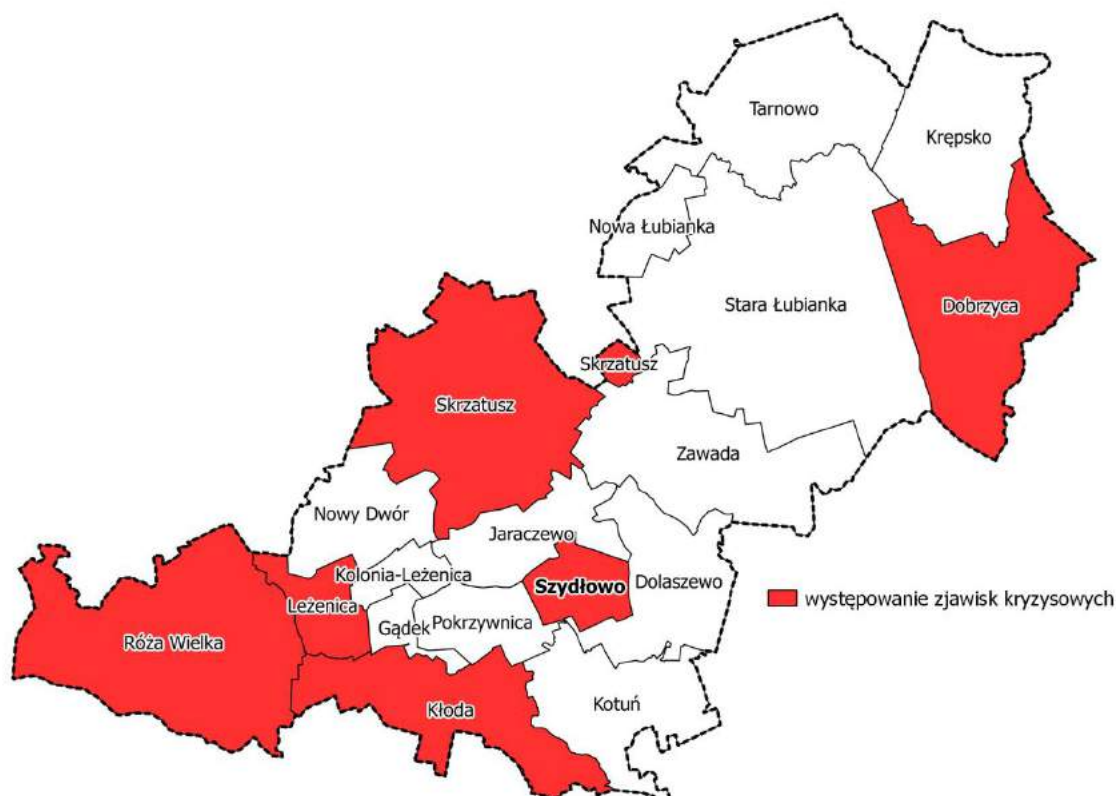 Tarnowo
Krępsko
Nowa Łubianka
Stara Łubianka
Dobrzyca
Skrzatusz
Skrzatusz
Zawada
Nowy Dwór
Jaraczewo
Kolonia-Leżenica
Szydłowo
Dolaszewo
występowanie zjawisk kryzysowych
Leżenica
Gądek
Pokrzywnica
Róża Wielka
Kłoda
Kotuń